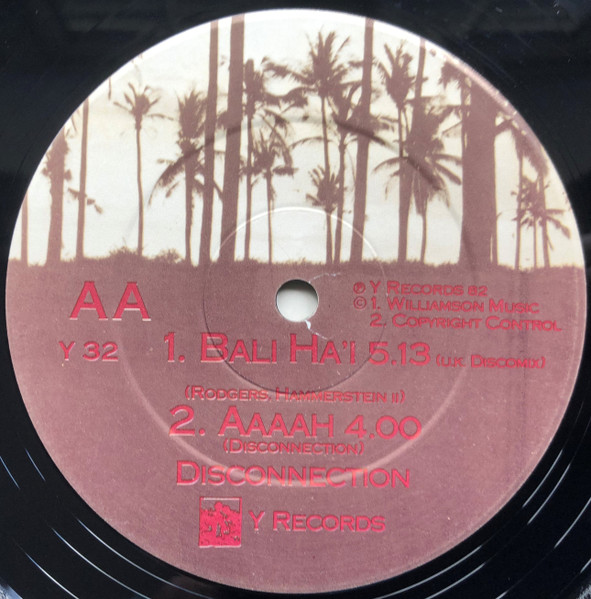 AA
℗ Y Records 82
© 1. Williamson Music
2. Copyright Control
Y 32
1. Bali Ha'i 5.13 (u.k. Discomix)
(Rodgers, Hammerstein II)
2. Aaaah 4.00
(Disconnection)
Disconnection
Y Records